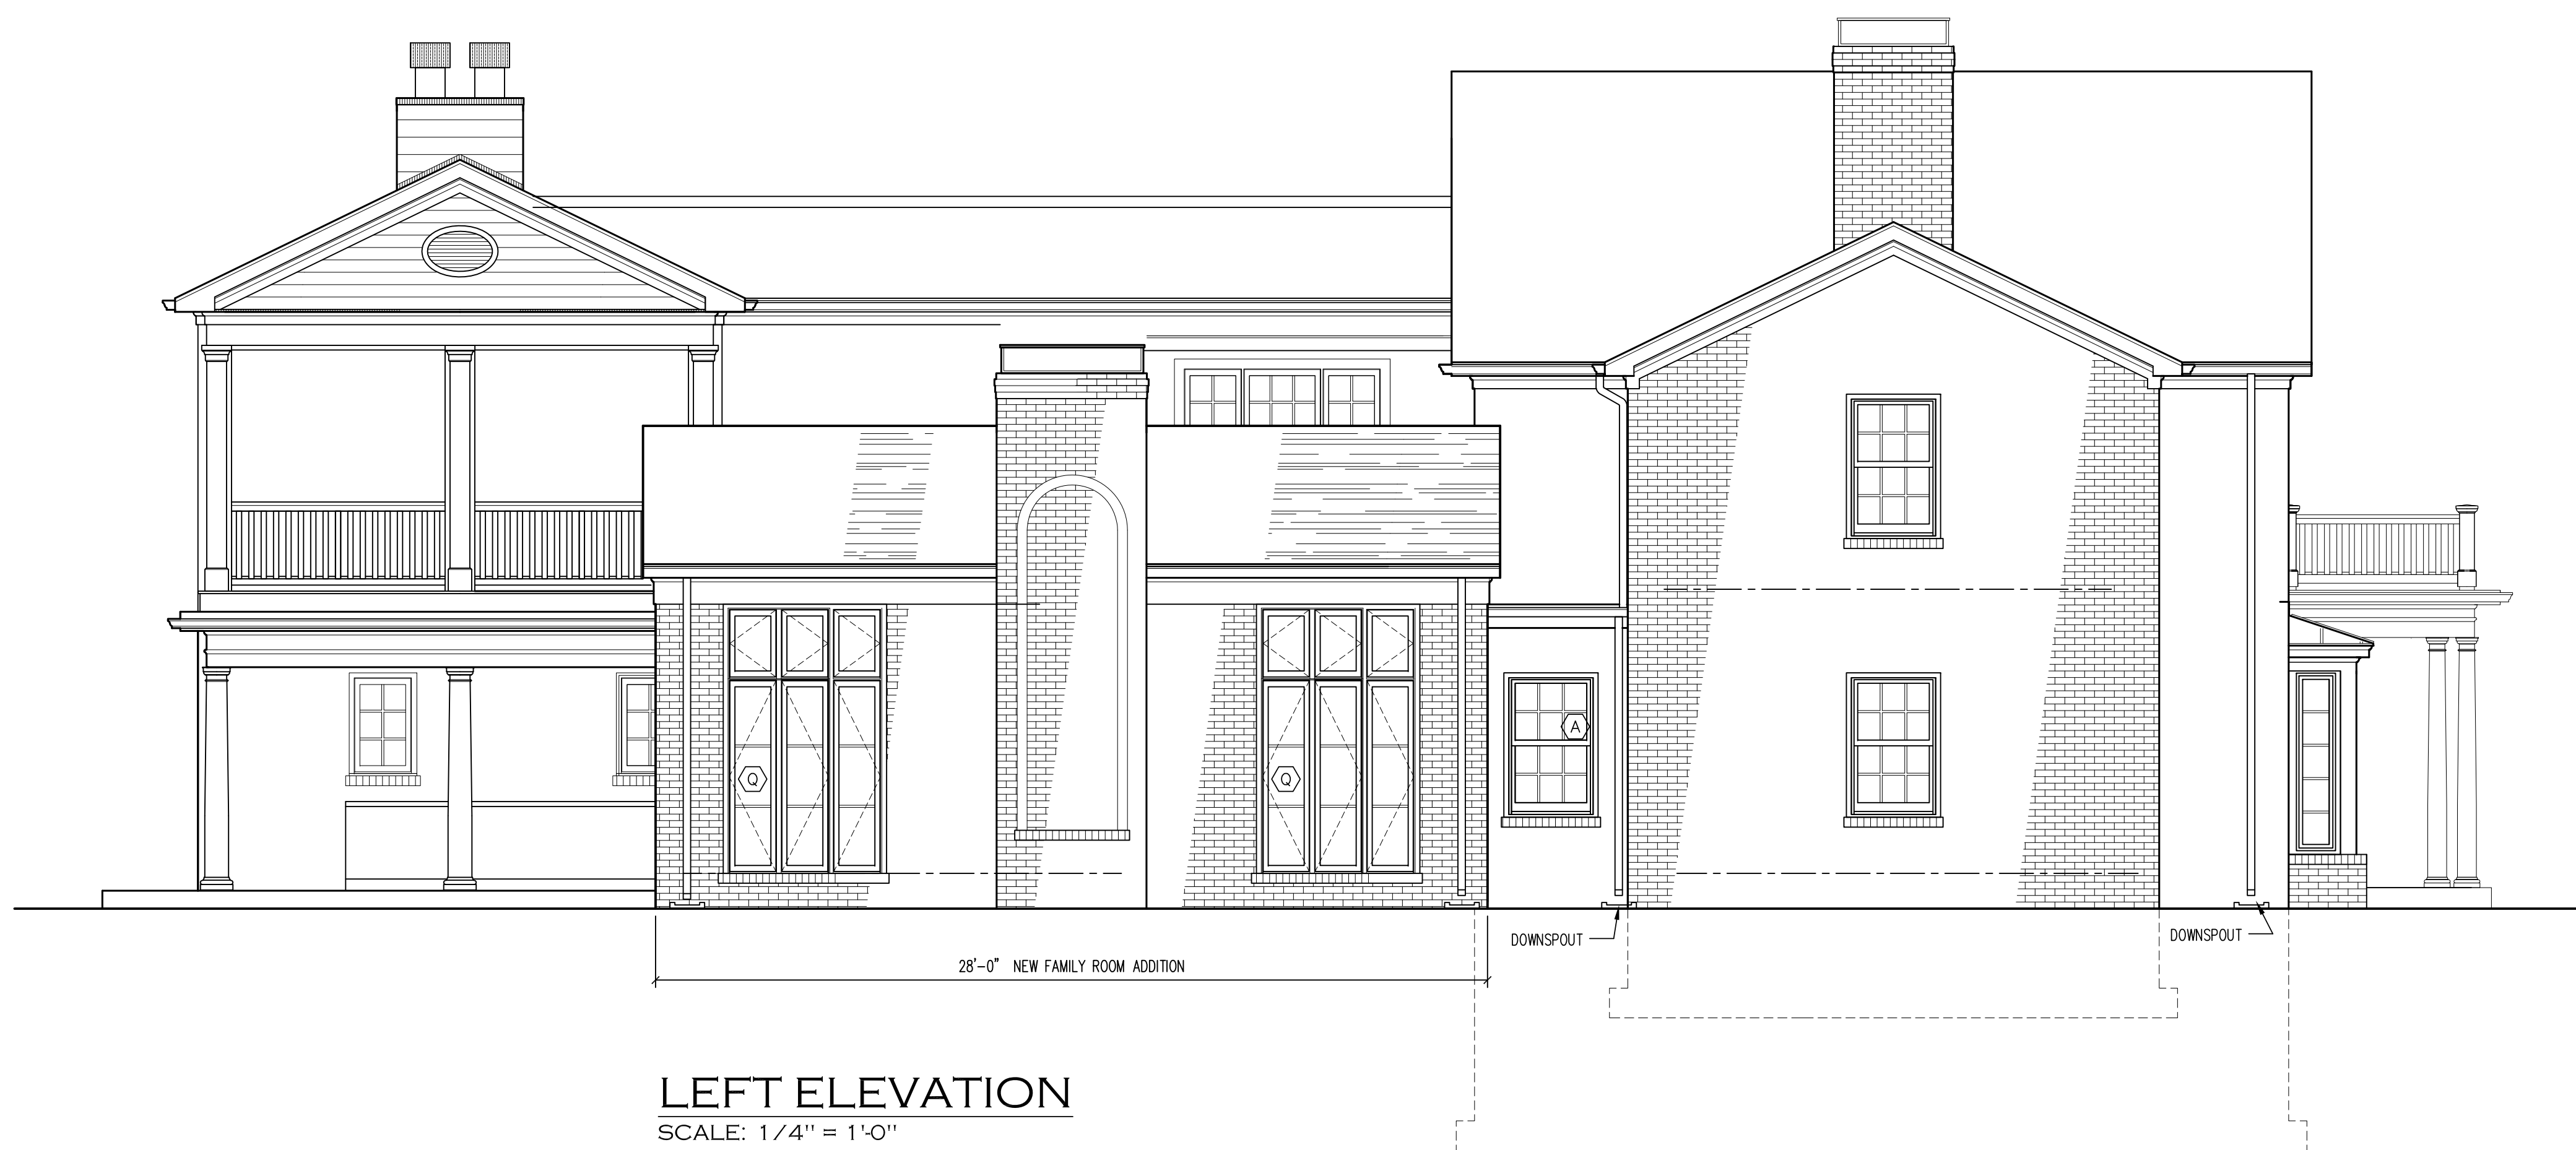 A
Q
Q
DOWNSPOUT
DOWNSPOUT
28'-0" NEW FAMILY ROOM ADDITION
LEFT ELEVATION
SCALE: 1/4" = 1'-0"